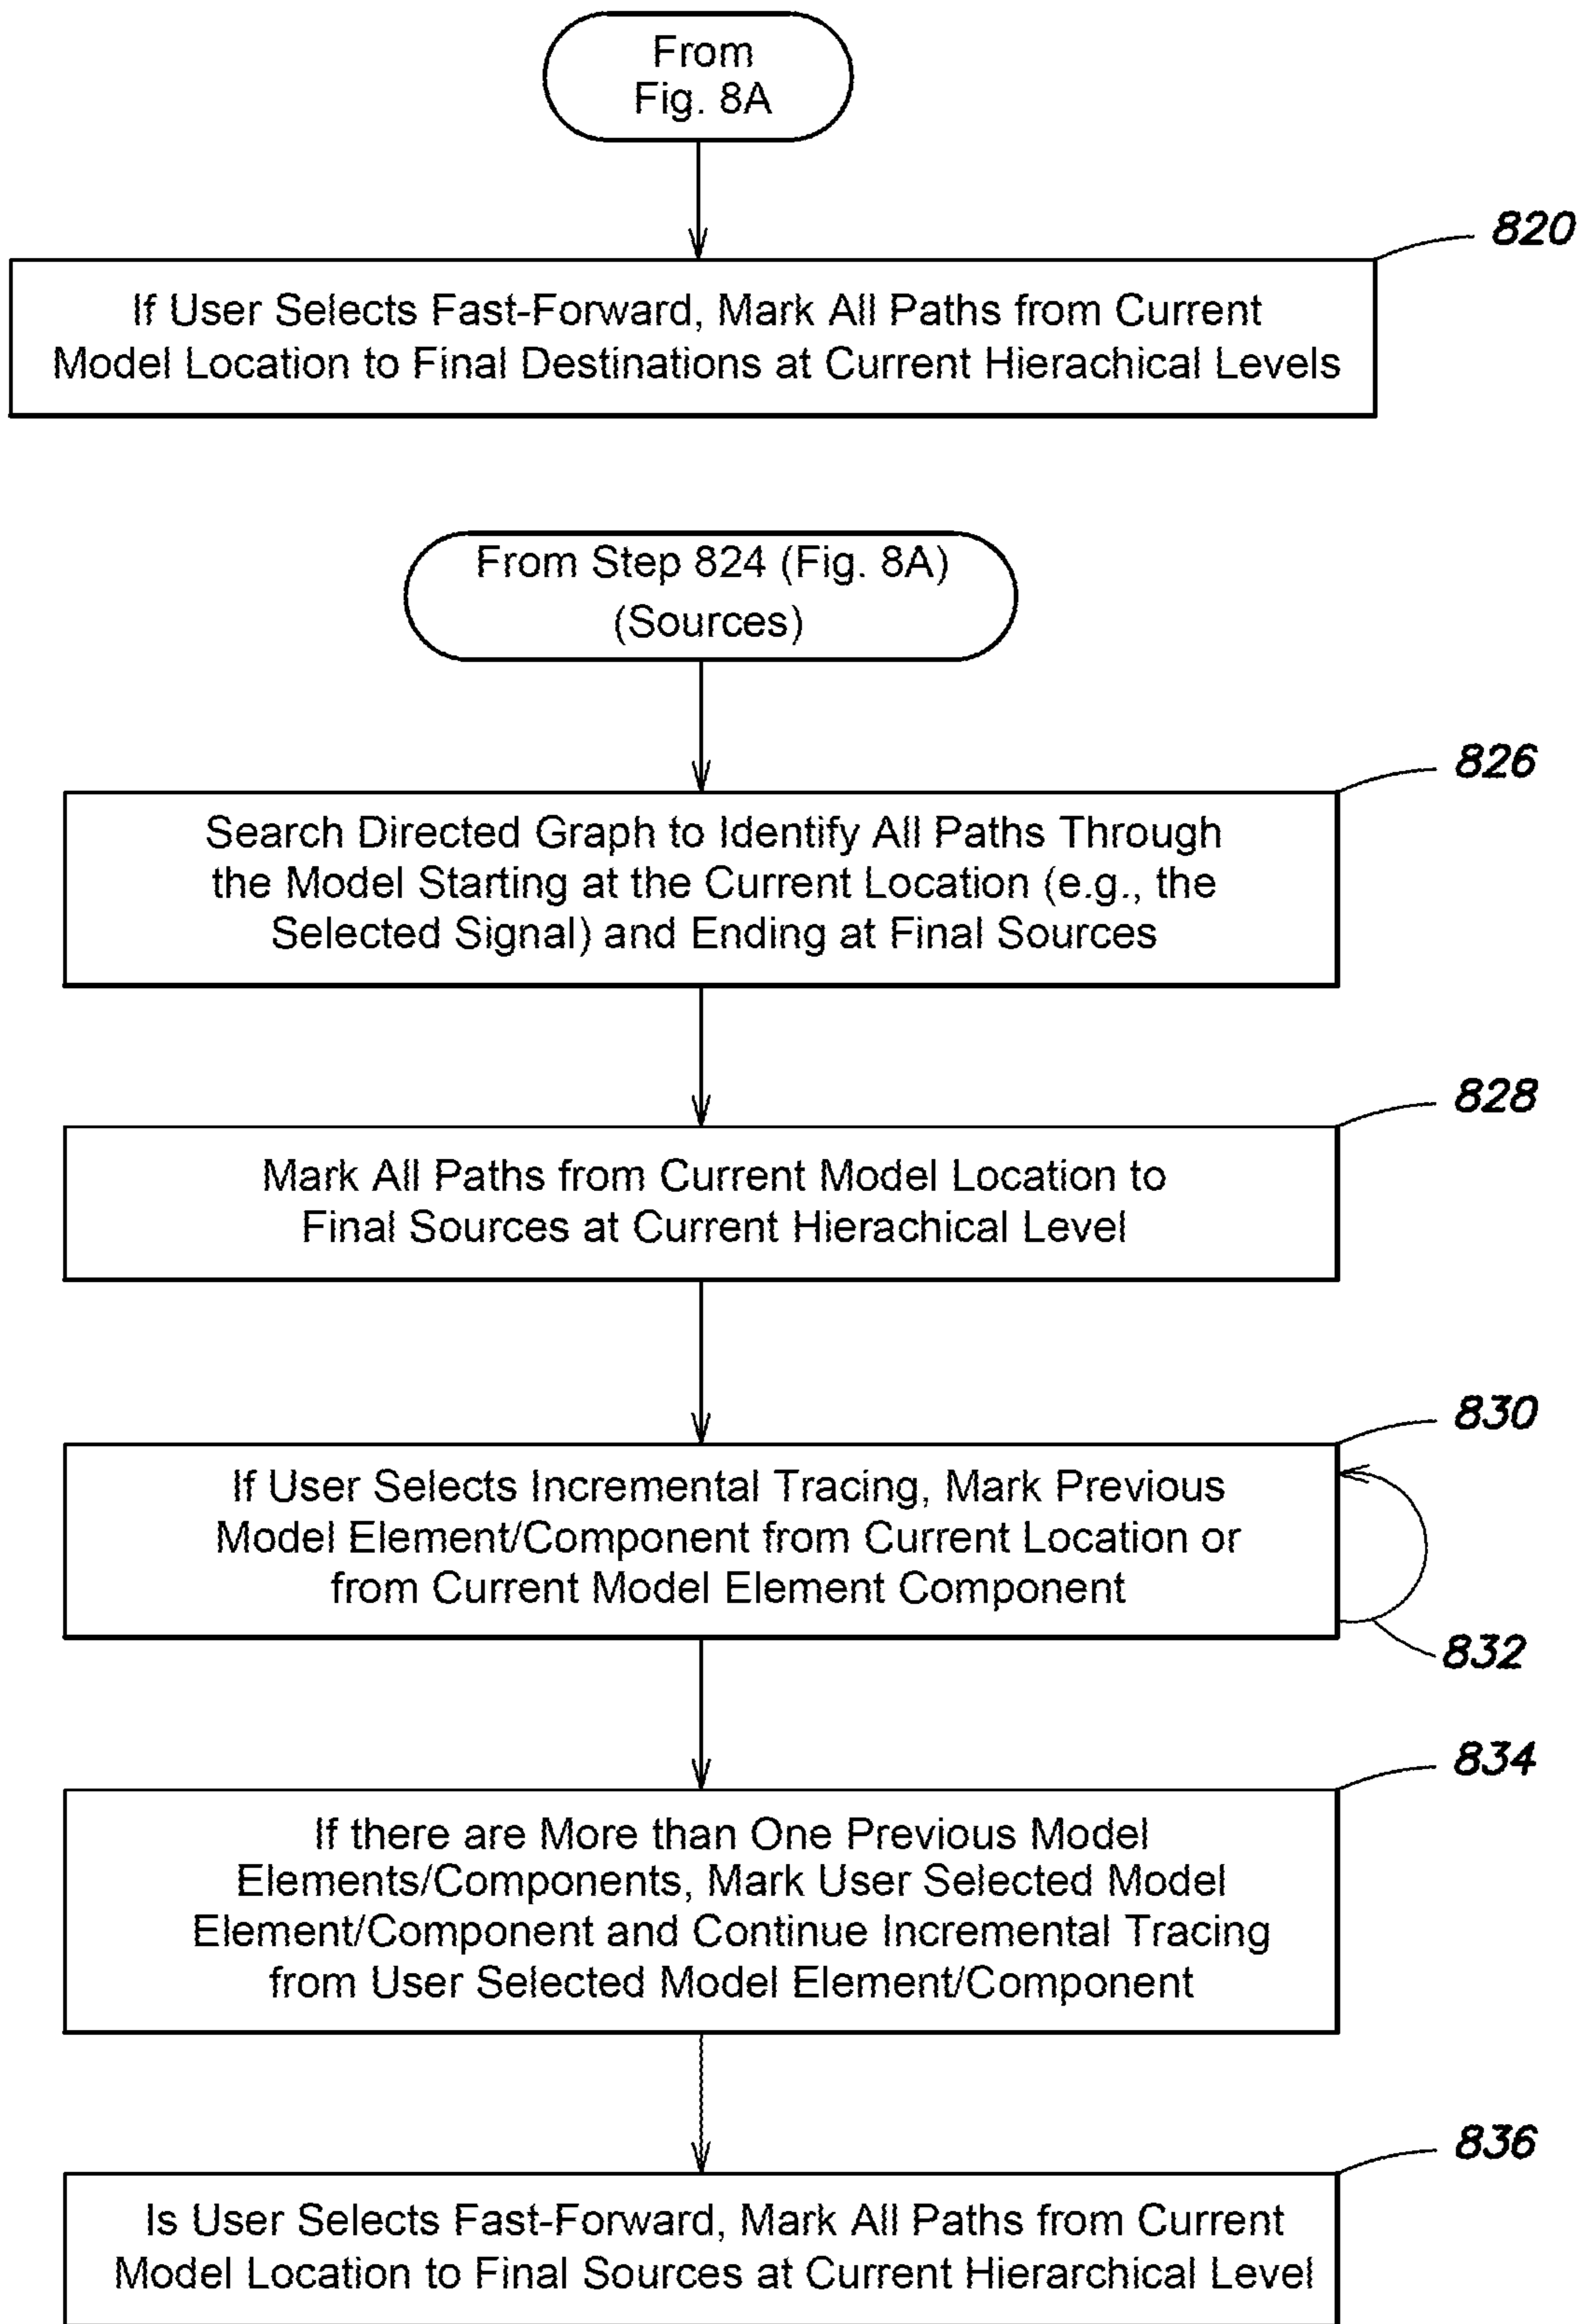 From
Fig. 8A
820
If User Selects Fast-Forward, Mark All Paths from Current
Model Location to Final Destinations at Current Hierachical Levels
From Step 824 (Fig. 8A)
(Sources)
826
Search Directed Graph to Identify All Paths Through
the Model Starting at the Current Location (e.g., the
Selected Signal) and Ending at Final Sources
828
Mark All Paths from Current Model Location to
Final Sources at Current Hierachical Level
830
If User Selects Incremental Tracing, Mark Previous
Model Element/Component from Current Location or
from Current Model Element Component
832
834
If there are More than One Previous Model
Elements/Components, Mark User Selected Model
Element/Component and Continue Incremental Tracing
from User Selected Model Element/Component
836
Is User Selects Fast-Forward, Mark All Paths from Current
Model Location to Final Sources at Current Hierarchical Level